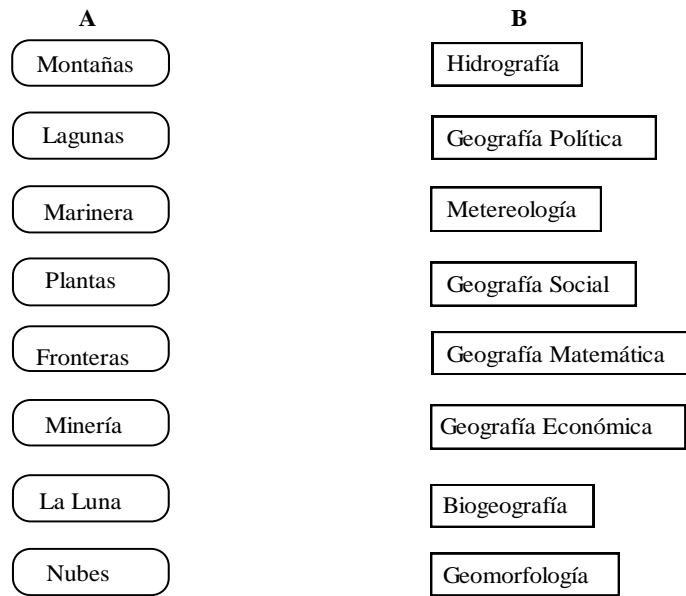 A B
Montañas Hidrografía
Lagunas Geografía Política
Marinera Metereología
Plantas Geografía Social
Fronteras Geografía Matemática
Minería Geografía Económica
La Luna Biogeografía
Nubes Geomorfología